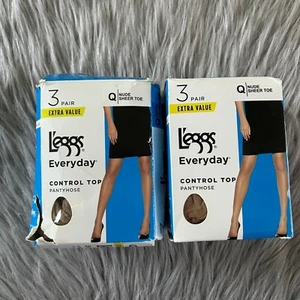 3
PAIR
EXTRA VALUE
Q
NUDE
SHEER TOE
L'eggs
Everyday
CONTROL TOP
PANTYHOSE
3
PAIR
EXTRA VALUE
Q
NUDE
SHEER TOE
L'eggs
Everyday
CONTROL TOP
PANTYHOSE